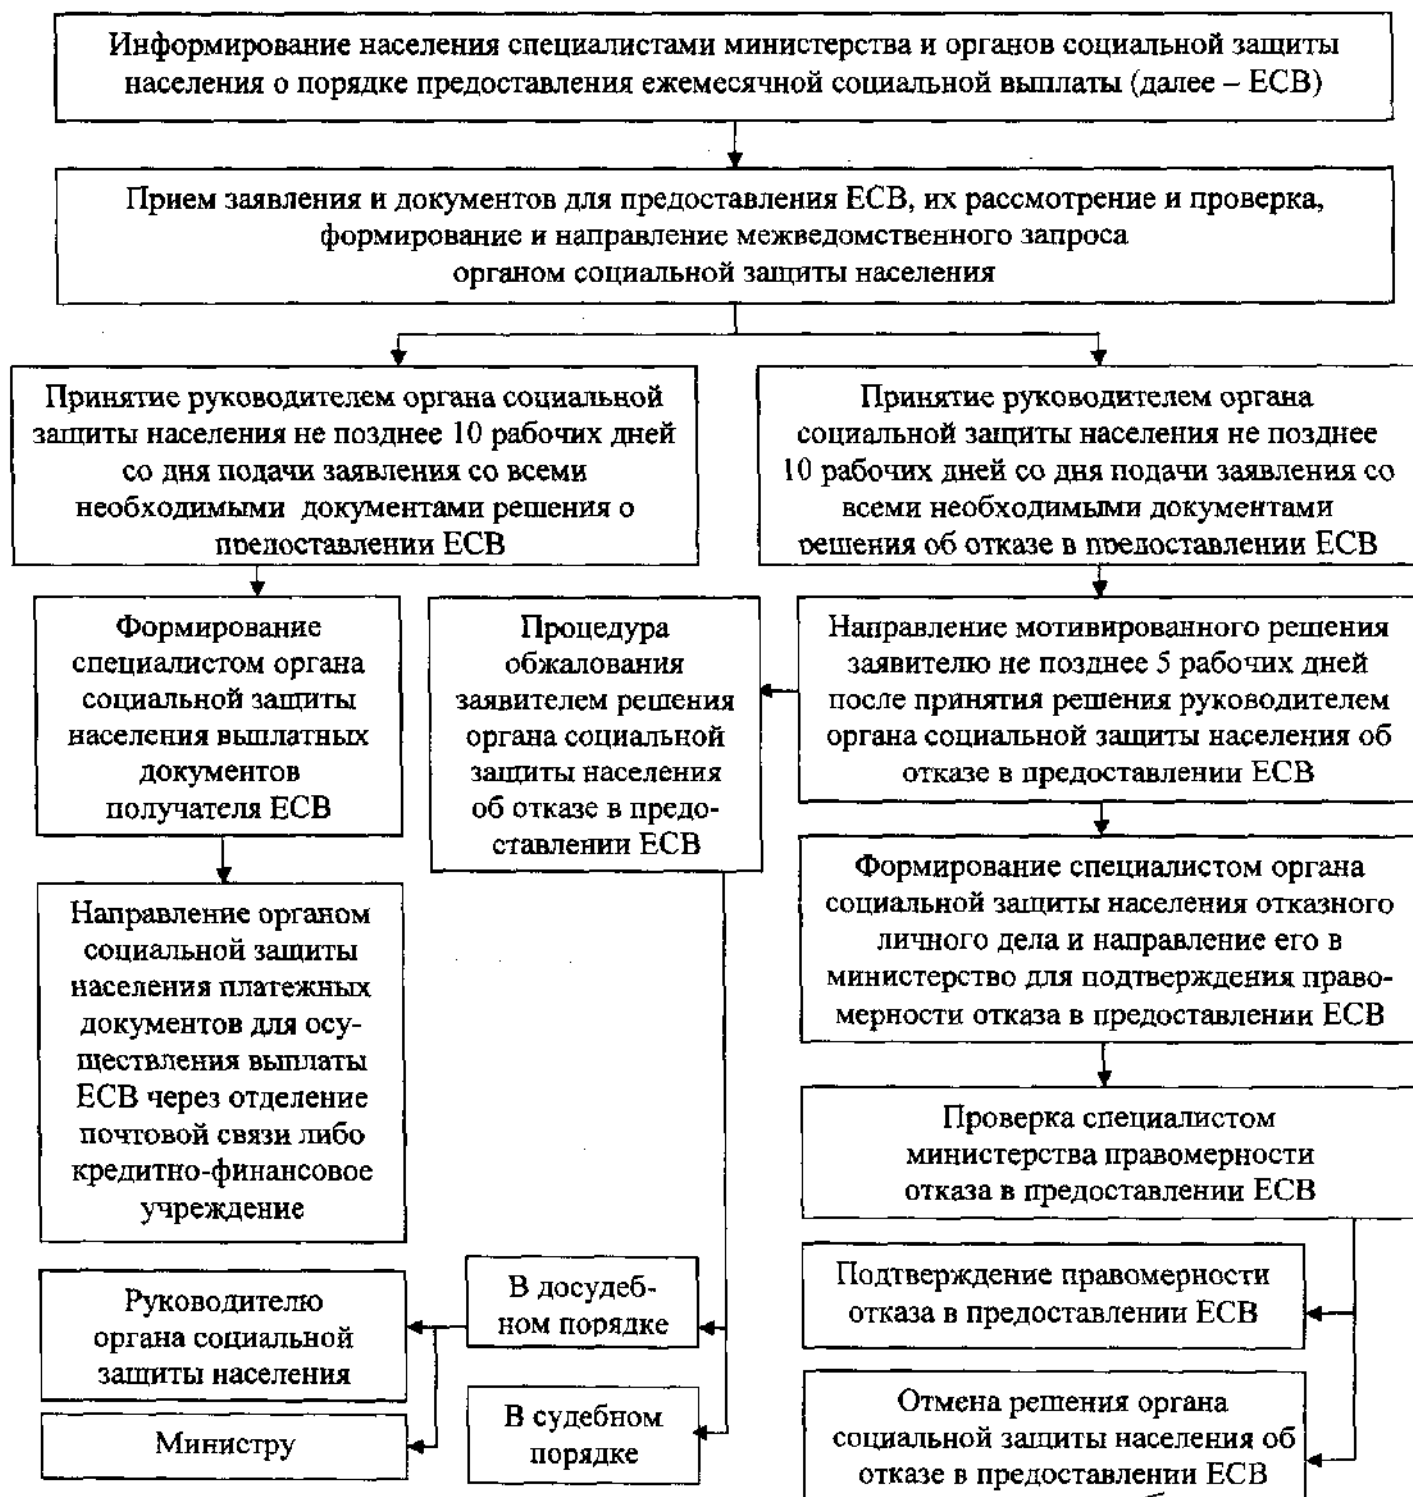 Информирование населения специалистами министерства и органов социальной защиты
населения о порядке предоставления ежемесячной социальной выплаты (далее – ЕСВ)
Прием заявления и документов для предоставления ЕСВ, их рассмотрение и проверка,
формирование и направление межведомственного запроса
органом социальной защиты населения
Принятие руководителем органа социальной
защиты населения не позднее 10 рабочих дней
со дня подачи заявления со всеми
необходимыми документами решения о
предоставлении ЕСВ
Принятие руководителем органа
социальной защиты населения не позднее
10 рабочих дней со дня подачи заявления со
всеми необходимыми документами
решения об отказе в предоставлении ЕСВ
Формирование
специалистом органа
социальной защиты
населения выплатных
документов
получателя ЕСВ
Процедура
обжалования
заявителем решения
органа социальной
защиты населения
об отказе в предо-
ставлении ЕСВ
Направление мотивированного решения
заявителю не позднее 5 рабочих дней
после принятия решения руководителем
органа социальной защиты населения об
отказе в предоставлении ЕСВ
Направление органом
социальной защиты
населения платежных
документов для осу-
ществления выплаты
ЕСВ через отделение
почтовой связи либо
кредитно-финансовое
учреждение
Формирование специалистом органа
социальной защиты населения отказного
личного дела и направление его в
министерство для подтверждения право-
мерности отказа в предоставлении ЕСВ
Проверка специалистом
министерства правомерности
отказа в предоставлении ЕСВ
Руководителю
органа социальной
защиты населения
В досудеб-
ном порядке
Подтверждение правомерности
отказа в предоставлении ЕСВ
Министру
В судебном
порядке
Отмена решения органа
социальной защиты населения об
отказе в предоставлении ЕСВ